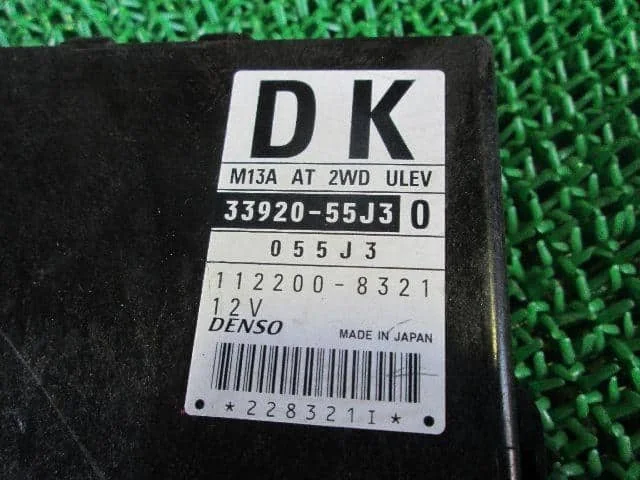 DK
M13A AT 2WD ULEV
33920-55J3 0
055J3
112200-8321
12V
DENSO MADE IN JAPAN
*228321I*